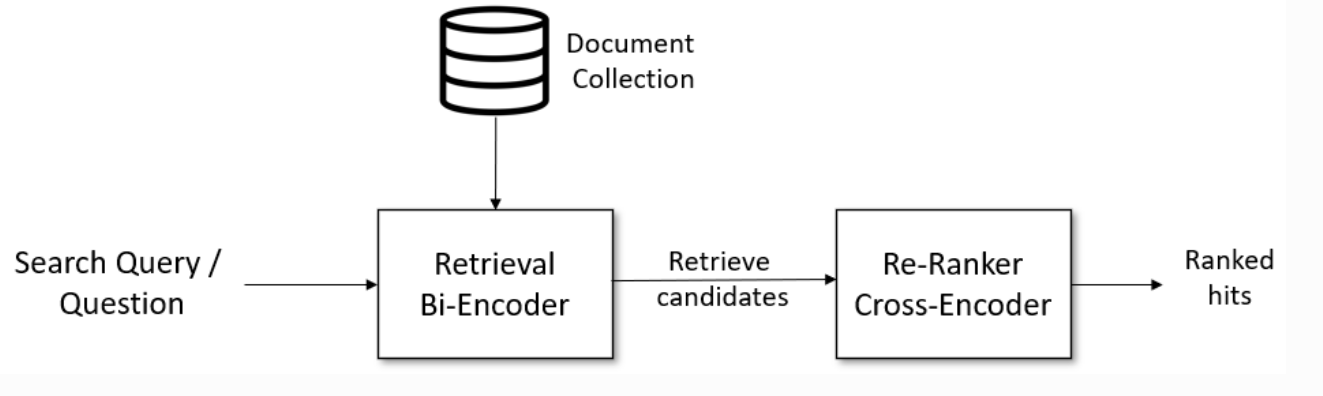 Document
Collection
Search Query /
Question
Retrieval
Bi-Encoder
Retrieve
candidates
Re-Ranker
Cross-Encoder
Ranked
hits